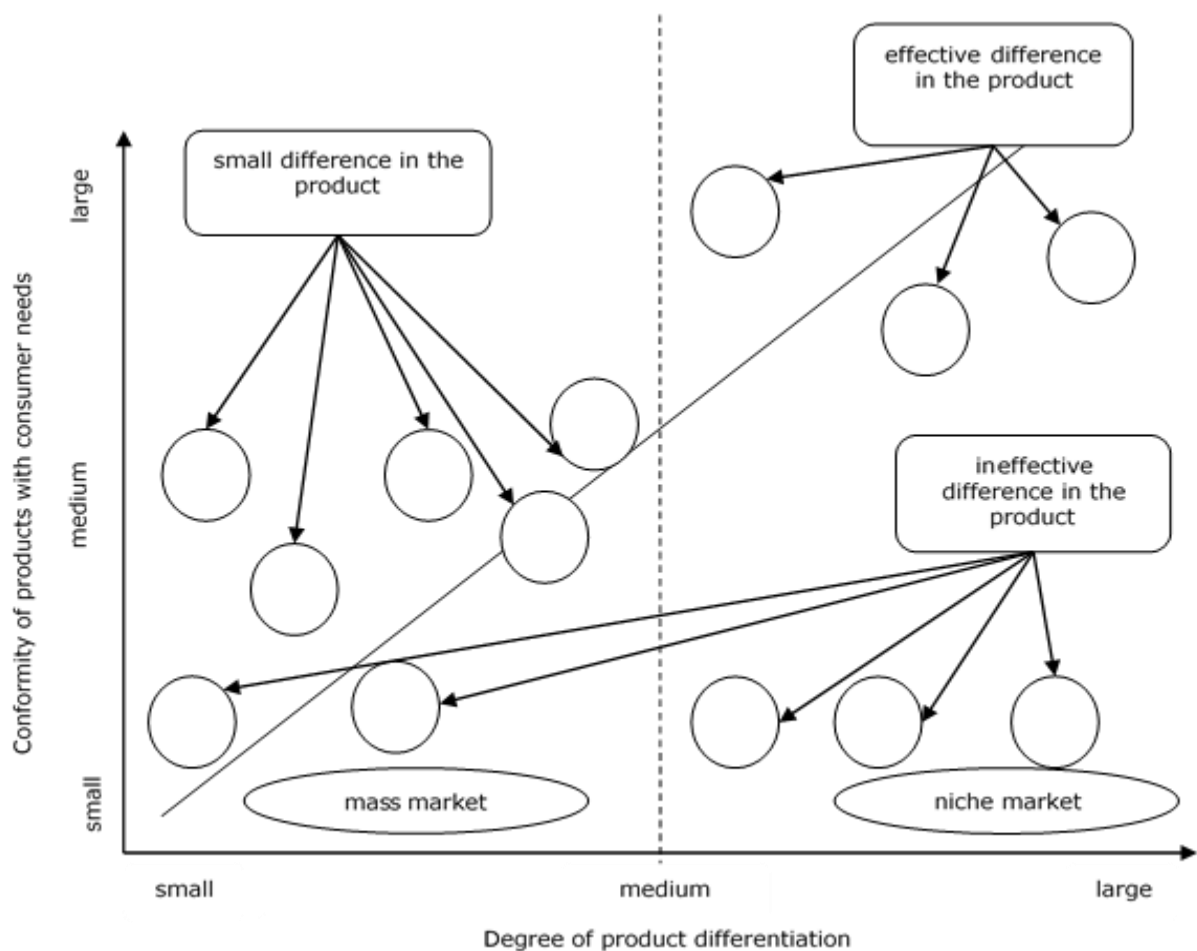 effective difference
in the product
small difference in the
product
large
Conformity of products with consumer needs
medium
ineffective
difference in the
product
small
mass market
niche market
small
medium
large
Degree of product differentiation